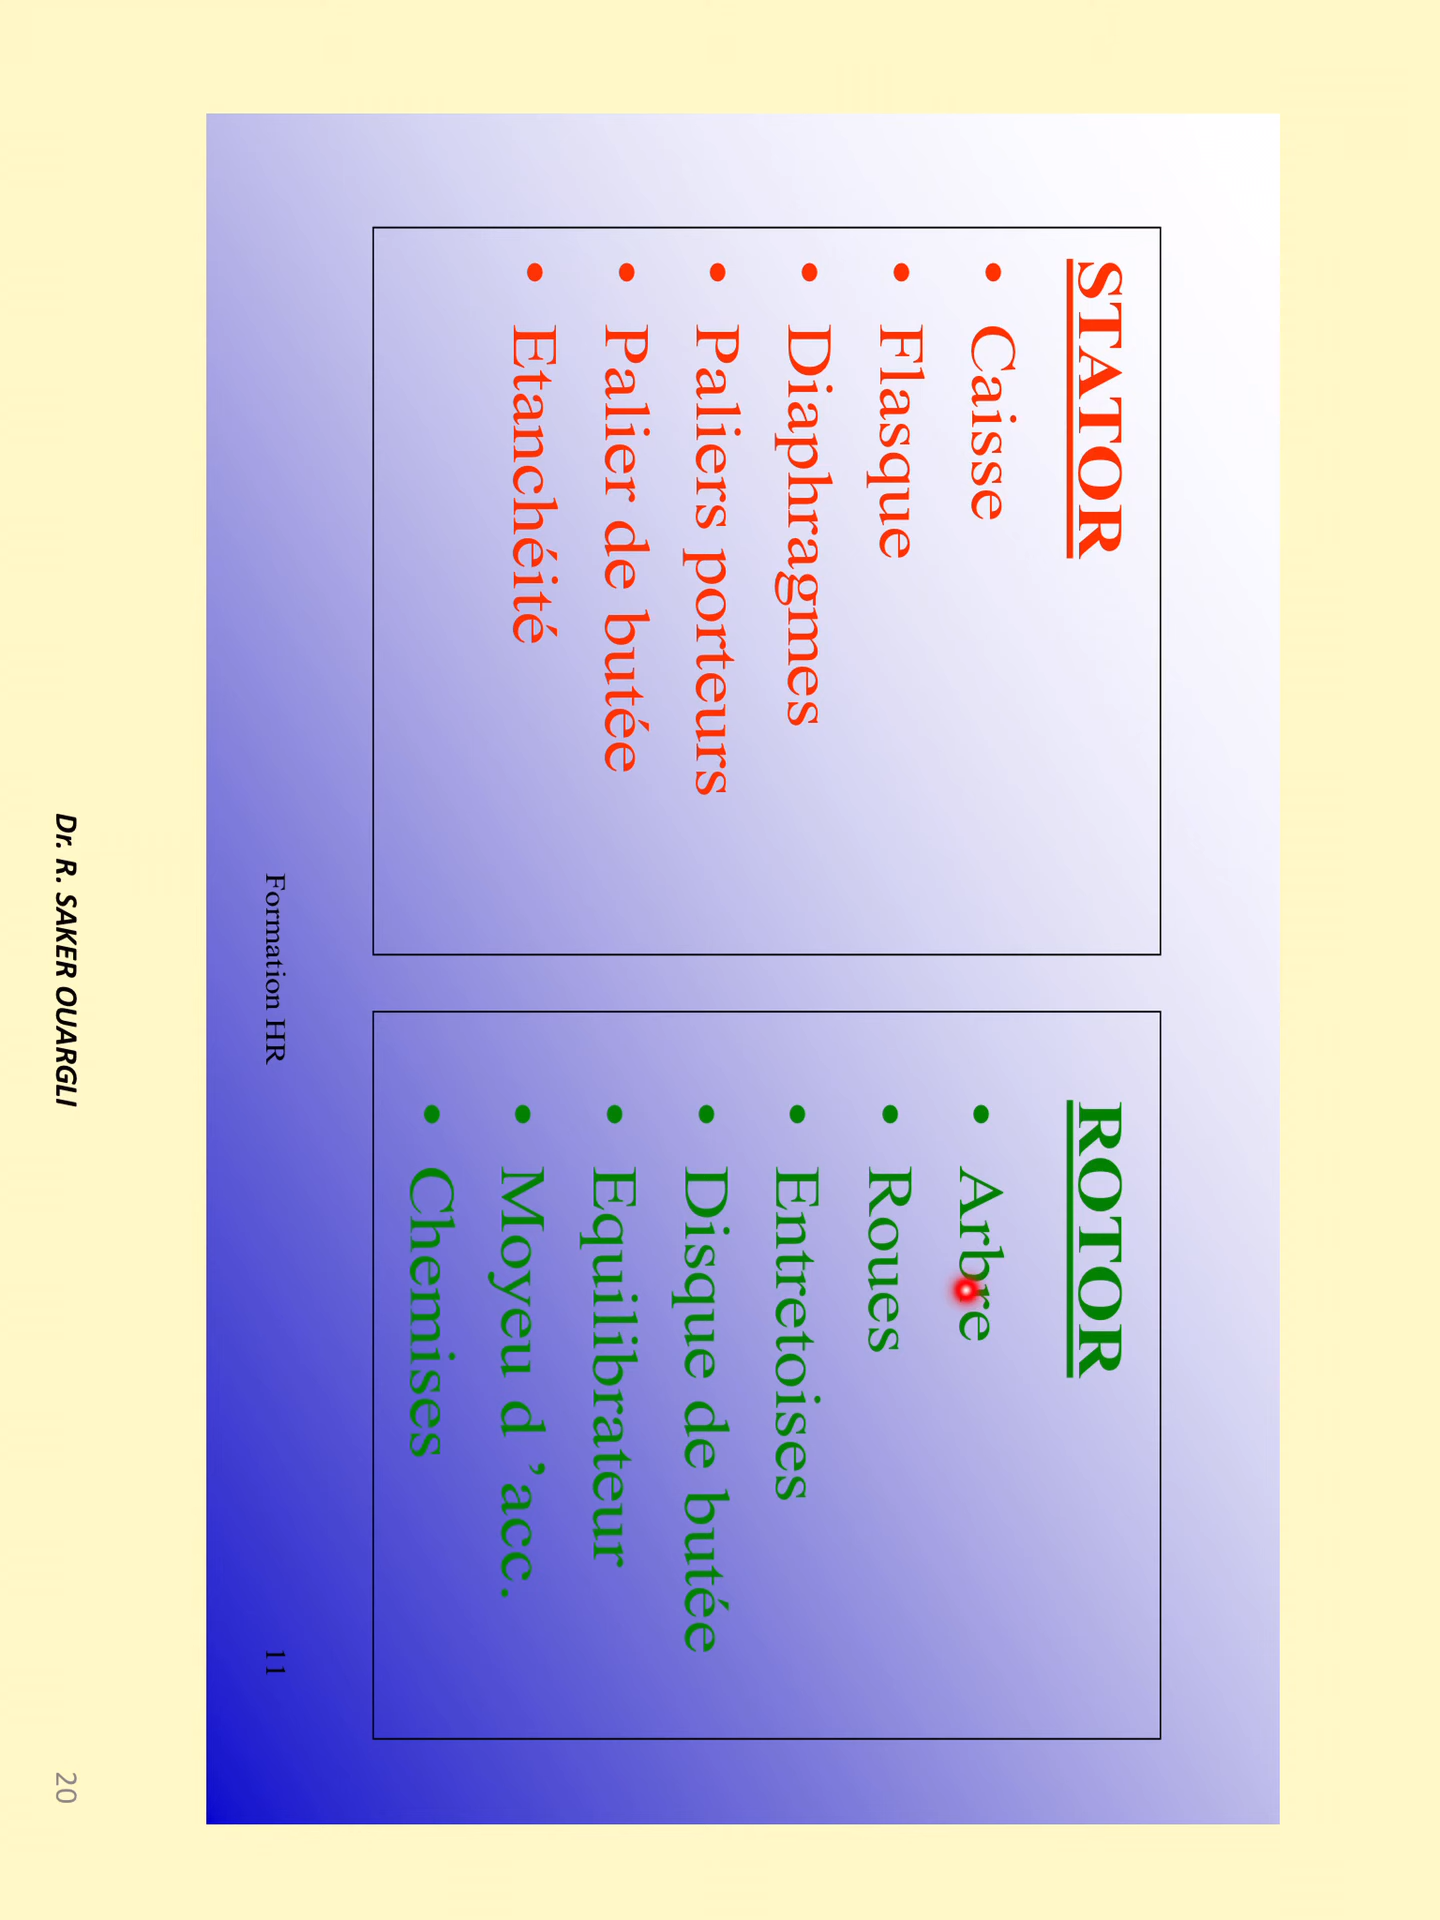 STATOR
• Caisse
• Flasque
• Diaphragmes
• Paliers porteurs
• Palier de butée
• Etanchéité
ROTOR
• Arbre
• Roues
• Entretoises
• Disque de butée
• Equilibrateur
• Moyeu d ’acc.
• Chemises
Formation HR
11
Dr. R. SAKER OUARGLI
20